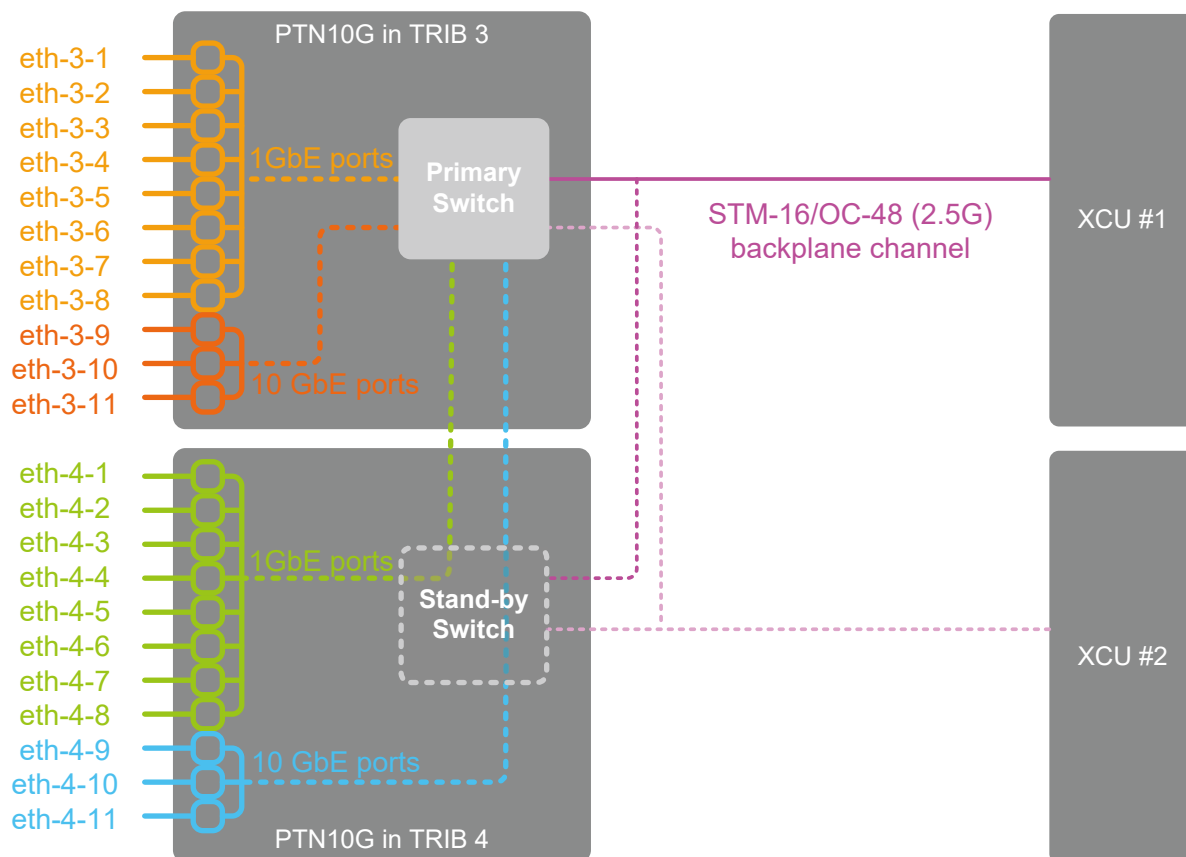 PTN10G in TRIB 3
eth-3-1
eth-3-2
eth-3-3
eth-3-4
eth-3-5
eth-3-6
eth-3-7
eth-3-8
eth-3-9
eth-3-10
eth-3-11
1GbE ports
10 GbE ports
Primary
Switch
STM-16/OC-48 (2.5G)
backplane channel
XCU #1
eth-4-1
eth-4-2
eth-4-3
eth-4-4
eth-4-5
eth-4-6
eth-4-7
eth-4-8
eth-4-9
eth-4-10
eth-4-11
1GbE ports
10 GbE ports
Stand-by
Switch
XCU #2
PTN10G in TRIB 4